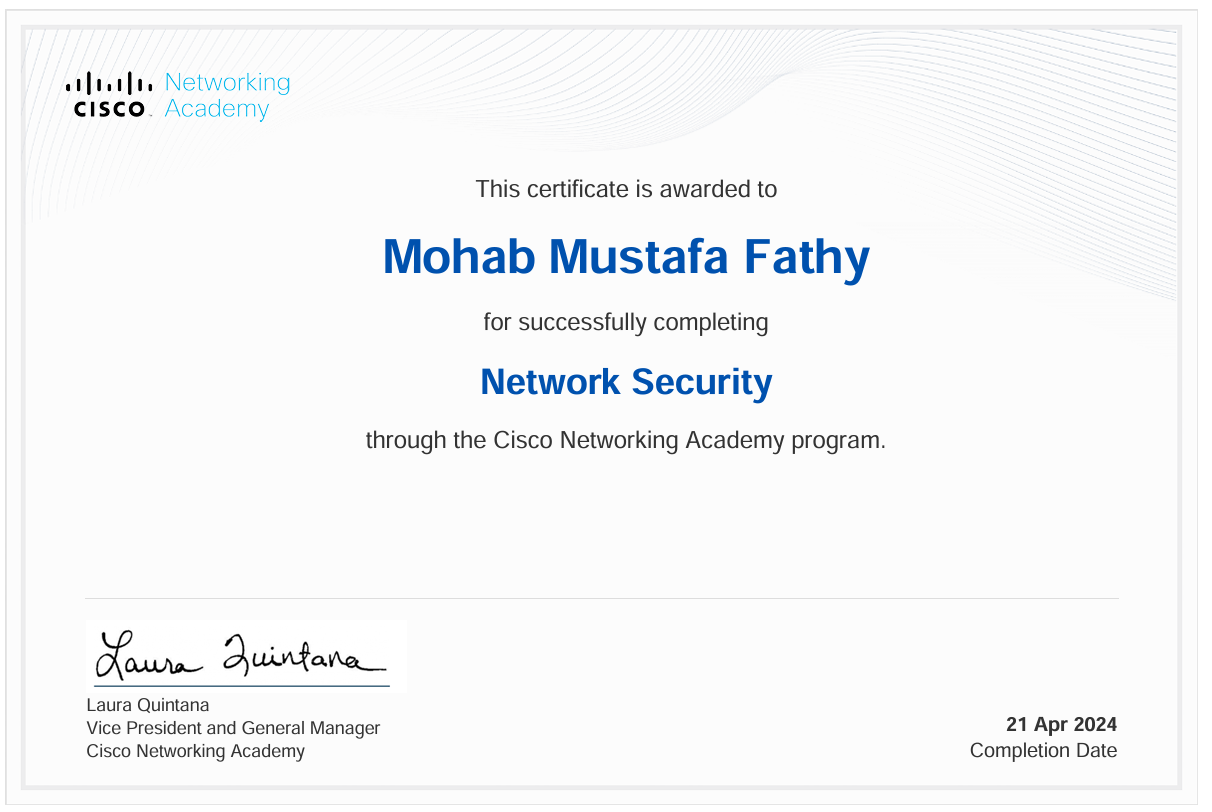 Networking
CISCO Academy
This certificate is awarded to
Mohab Mustafa Fathy
for successfully completing
Network Security
through the Cisco Networking Academy program.
Laura Quintana
Laura Quintana
Vice President and General Manager
Cisco Networking Academy
21 Apr 2024
Completion Date